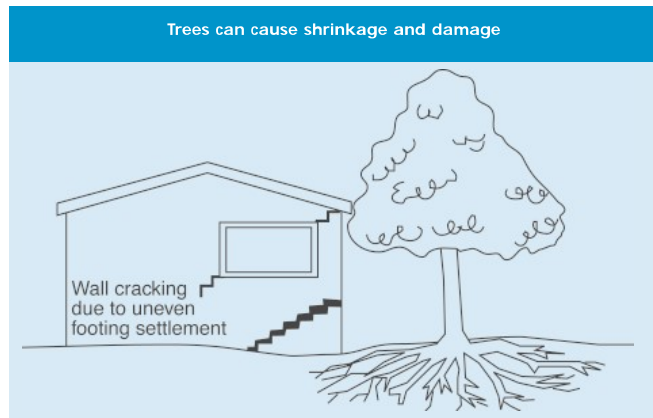 Trees can cause shrinkage and damage
Wall cracking
due to uneven
footing settlement